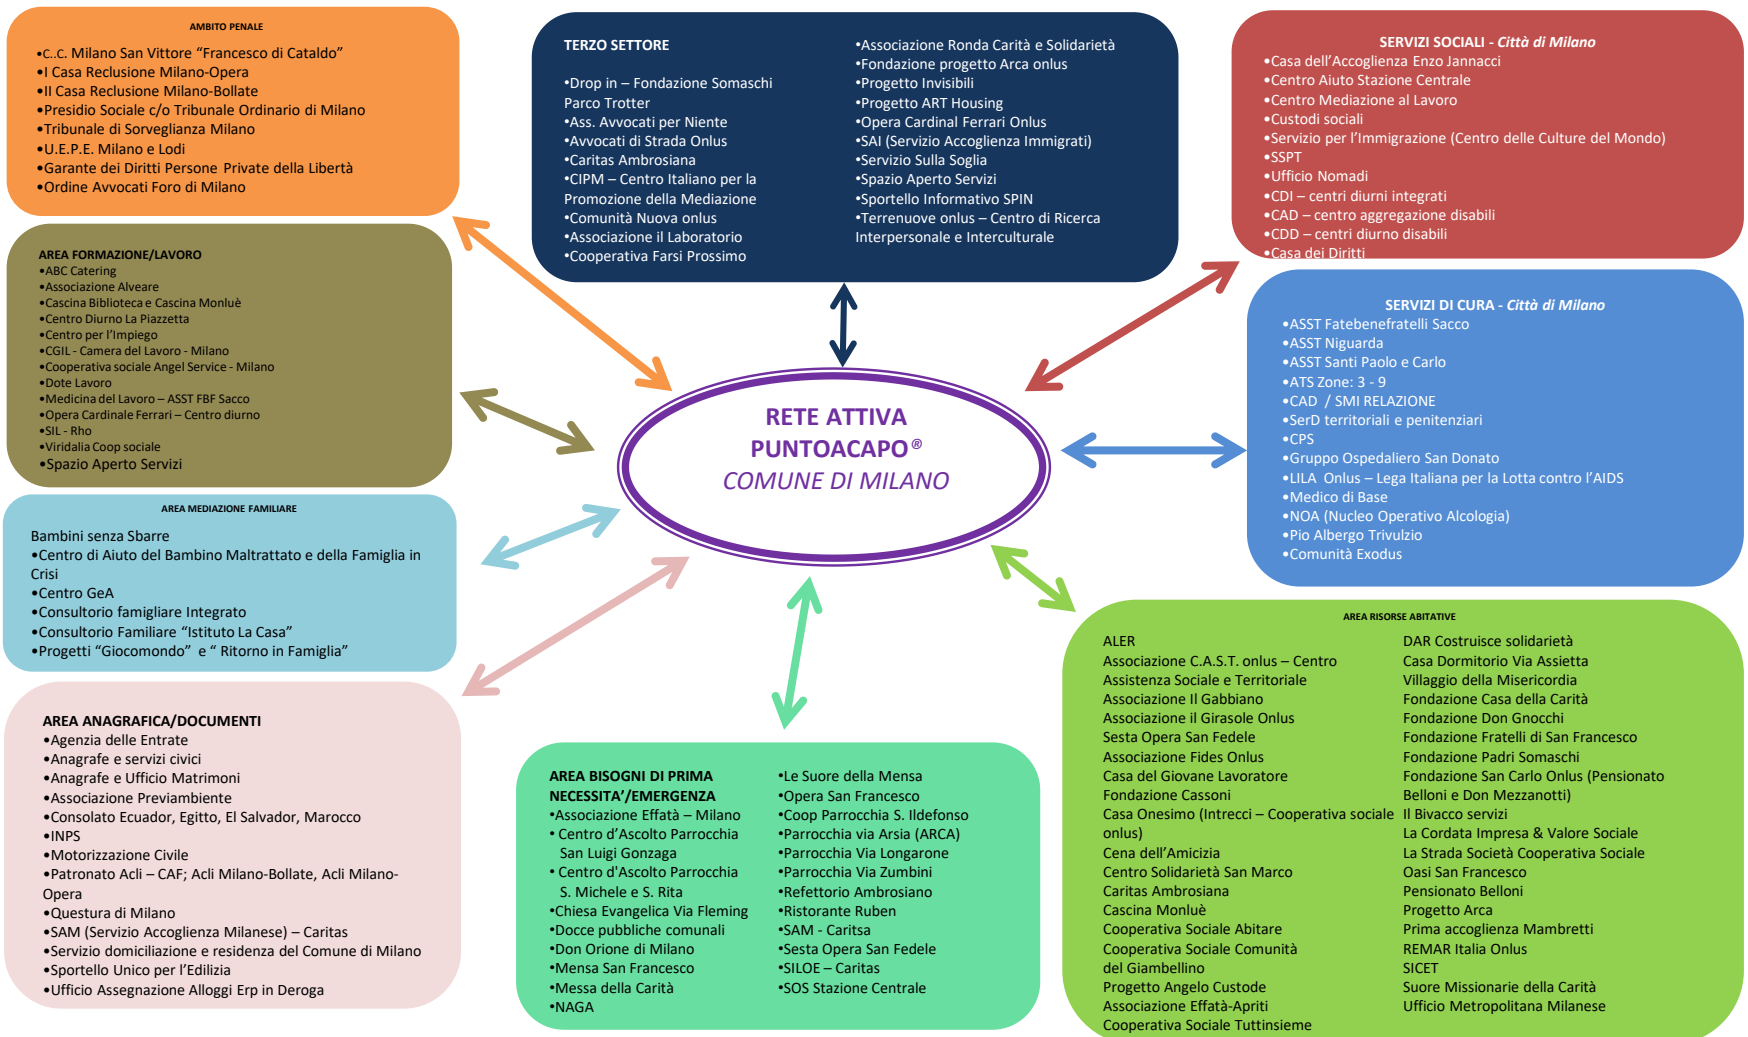 AMBITO PENALE
•C..C. Milano San Vittore “Francesco di Cataldo”
•I Casa Reclusione Milano-Opera
•II Casa Reclusione Milano-Bollate
•Presidio Sociale c/o Tribunale Ordinario di Milano
•Tribunale di Sorveglianza Milano
•U.E.P.E. Milano e Lodi
•Garante dei Diritti Persone Private della Libertà
•Ordine Avvocati Foro di Milano
TERZO SETTORE
•Drop in – Fondazione Somaschi
Parco Trotter
•Ass. Avvocati per Niente
•Avvocati di Strada Onlus
•Caritas Ambrosiana
•CIPM – Centro Italiano per la
Promozione della Mediazione
•Comunità Nuova onlus
•Associazione il Laboratorio
•Cooperativa Farsi Prossimo
•Associazione Ronda Carità e Solidarietà
•Fondazione progetto Arca onlus
•Progetto Invisibili
•Progetto ART Housing
•Opera Cardinal Ferrari Onlus
•SAI (Servizio Accoglienza Immigrati)
•Servizio Sulla Soglia
•Spazio Aperto Servizi
•Sportello Informativo SPIN
•Terrenuove onlus – Centro di Ricerca
Interpersonale e Interculturale
SERVIZI SOCIALI - Città di Milano
•Casa dell’Accoglienza Enzo Jannacci
•Centro Aiuto Stazione Centrale
•Centro Mediazione al Lavoro
•Custodi sociali
•Servizio per l’Immigrazione (Centro delle Culture del Mondo)
•SSPT
•Ufficio Nomadi
•CDI – centri diurni integrati
•CAD – centro aggregazione disabili
•CDD – centri diurno disabili
•Casa dei Diritti
AREA FORMAZIONE/LAVORO
•ABC Catering
•Associazione Alveare
•Cascina Biblioteca e Cascina Monluè
•Centro Diurno La Piazzetta
•Centro per l’Impiego
•CGIL - Camera del Lavoro - Milano
•Cooperativa sociale Angel Service - Milano
•Dote Lavoro
•Medicina del Lavoro – ASST FBF Sacco
•Opera Cardinale Ferrari – Centro diurno
•SIL - Rho
•Viridalia Coop sociale
•Spazio Aperto Servizi
SERVIZI DI CURA - Città di Milano
•ASST Fatebenefratelli Sacco
•ASST Niguarda
•ASST Santi Paolo e Carlo
•ATS Zone: 3 - 9
•CAD / SMI RELAZIONE
•SerD territoriali e penitenziari
•CPS
•Gruppo Ospedaliero San Donato
•LILA Onlus – Lega Italiana per la Lotta contro l’AIDS
•Medico di Base
•NOA (Nucleo Operativo Alcologia)
•Pio Albergo Trivulzio
•Comunità Exodus
RETE ATTIVA
PUNTOACAPO®
COMUNE DI MILANO
AREA MEDIAZIONE FAMILIARE
Bambini senza Sbarre
•Centro di Aiuto del Bambino Maltrattato e della Famiglia in
Crisi
•Centro GeA
•Consultorio famigliare Integrato
•Consultorio Familiare “Istituto La Casa”
•Progetti “Giocomondo” e “ Ritorno in Famiglia”
AREA ANAGRAFICA/DOCUMENTI
•Agenzia delle Entrate
•Anagrafe e servizi civici
•Anagrafe e Ufficio Matrimoni
•Associazione Previambiente
•Consolato Ecuador, Egitto, El Salvador, Marocco
•INPS
•Motorizzazione Civile
•Patronato Acli – CAF; Acli Milano-Bollate, Acli Milano-
Opera
•Questura di Milano
•SAM (Servizio Accoglienza Milanese) – Caritas
•Servizio domiciliazione e residenza del Comune di Milano
•Sportello Unico per l’Edilizia
•Ufficio Assegnazione Alloggi Erp in Deroga
AREA BISOGNI DI PRIMA
NECESSITA’/EMERGENZA
•Associazione Effatà – Milano
• Centro d’Ascolto Parrocchia
San Luigi Gonzaga
• Centro d'Ascolto Parrocchia
S. Michele e S. Rita
•Chiesa Evangelica Via Fleming
•Docce pubbliche comunali
•Don Orione di Milano
•Mensa San Francesco
•Messa della Carità
•NAGA
•Le Suore della Mensa
•Opera San Francesco
•Coop Parrocchia S. Ildefonso
•Parrocchia via Arsia (ARCA)
•Parrocchia Via Longarone
•Parrocchia Via Zumbini
•Refettorio Ambrosiano
•Ristorante Ruben
•SAM - Caritsa
•Sesta Opera San Fedele
•SILOE – Caritas
•SOS Stazione Centrale
AREA RISORSE ABITATIVE
ALER
Associazione C.A.S.T. onlus – Centro
Assistenza Sociale e Territoriale
Associazione Il Gabbiano
Associazione il Girasole Onlus
Sesta Opera San Fedele
Associazione Fides Onlus
Casa del Giovane Lavoratore
Fondazione Cassoni
Casa Onesimo (Intrecci – Cooperativa sociale
onlus)
Cena dell’Amicizia
Centro Solidarietà San Marco
Caritas Ambrosiana
Cascina Monluè
Cooperativa Sociale Abitare
Cooperativa Sociale Comunità
del Giambellino
Progetto Angelo Custode
Associazione Effatà-Apriti
Cooperativa Sociale Tuttinsieme
DAR Costruisce solidarietà
Casa Dormitorio Via Assietta
Villaggio della Misericordia
Fondazione Casa della Carità
Fondazione Don Gnocchi
Fondazione Fratelli di San Francesco
Fondazione Padri Somaschi
Fondazione San Carlo Onlus (Pensionato
Belloni e Don Mezzanotti)
Il Bivacco servizi
La Cordata Impresa & Valore Sociale
La Strada Società Cooperativa Sociale
Oasi San Francesco
Pensionato Belloni
Progetto Arca
Prima accoglienza Mambretti
REMAR Italia Onlus
SICET
Suore Missionarie della Carità
Ufficio Metropolitana Milanese